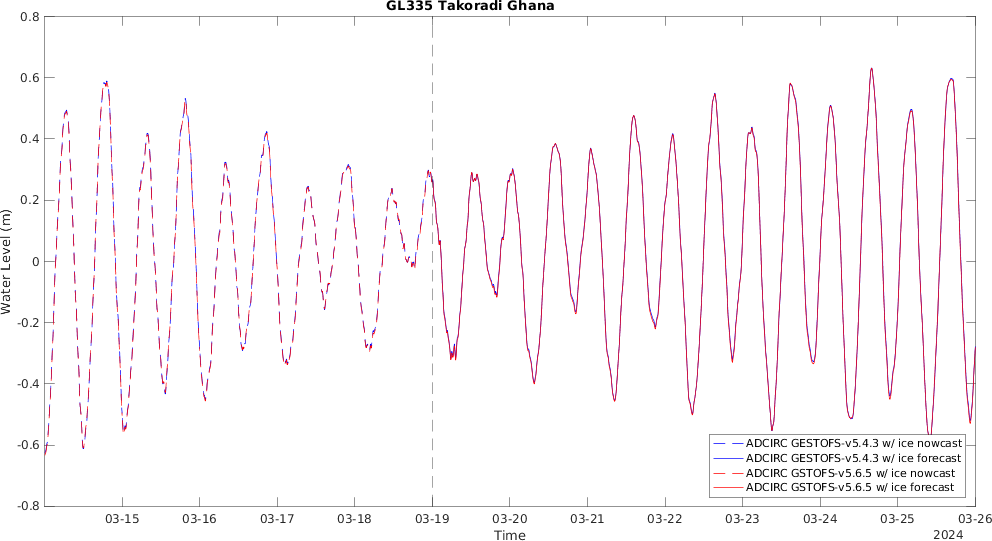 GL335 Takoradi Ghana
0.8
0.6
0.4
0.2
0
-0.2
-0.4
-0.6
-0.8
Water Level (m)
ADCIRC GESTOFS-v5.4.3 w/ ice nowcast
ADCIRC GESTOFS-v5.4.3 w/ ice forecast
ADCIRC GSTOFS-v5.6.5 w/ ice nowcast
ADCIRC GSTOFS-v5.6.5 w/ ice forecast
03-15 03-16 03-17 03-18 03-19 03-20 03-21 03-22 03-23 03-24 03-25 03-26
Time
2024